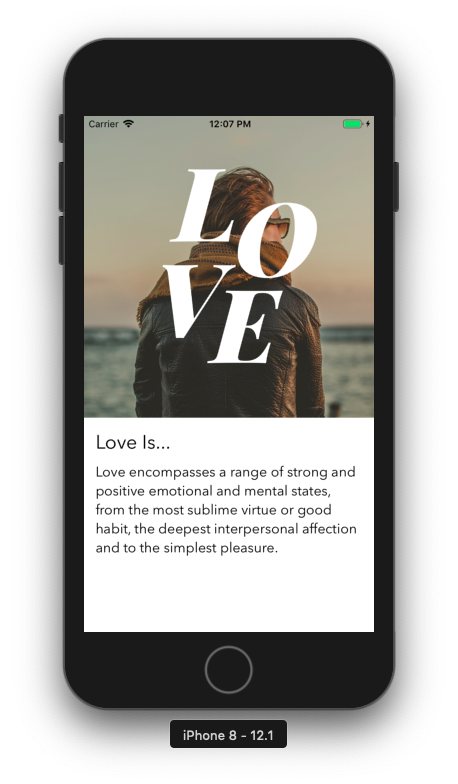 Carrier 12:07 PM
LO
VE
Love Is...
Love encompasses a range of strong and
positive emotional and mental states,
from the most sublime virtue or good
habit, the deepest interpersonal affection
and to the simplest pleasure.
iPhone 8 - 12.1